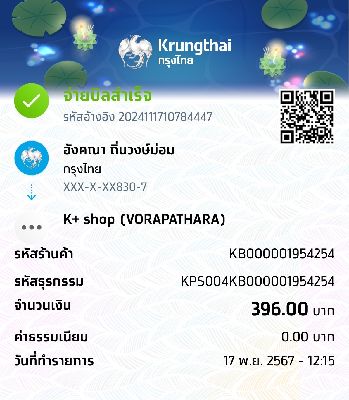 Krungthai
กรุงไทย
จ่ายบิลสำเร็จ
รหัสอ้างอิง 2024111710784447
อังคณา ถิ่นวงษ์ม่อม
กรุงไทย
XXX-X-XX830-7
K+ shop (VORAPATHARA)
รหัสร้านค้า KB000001954254
รหัสธุรกรรม KPS004KB000001954254
จำนวนเงิน 396.00 บาท
ค่าธรรมเนียม 0.00 บาท
วันที่ทำรายการ 17 พ.ย. 2567 - 12:15